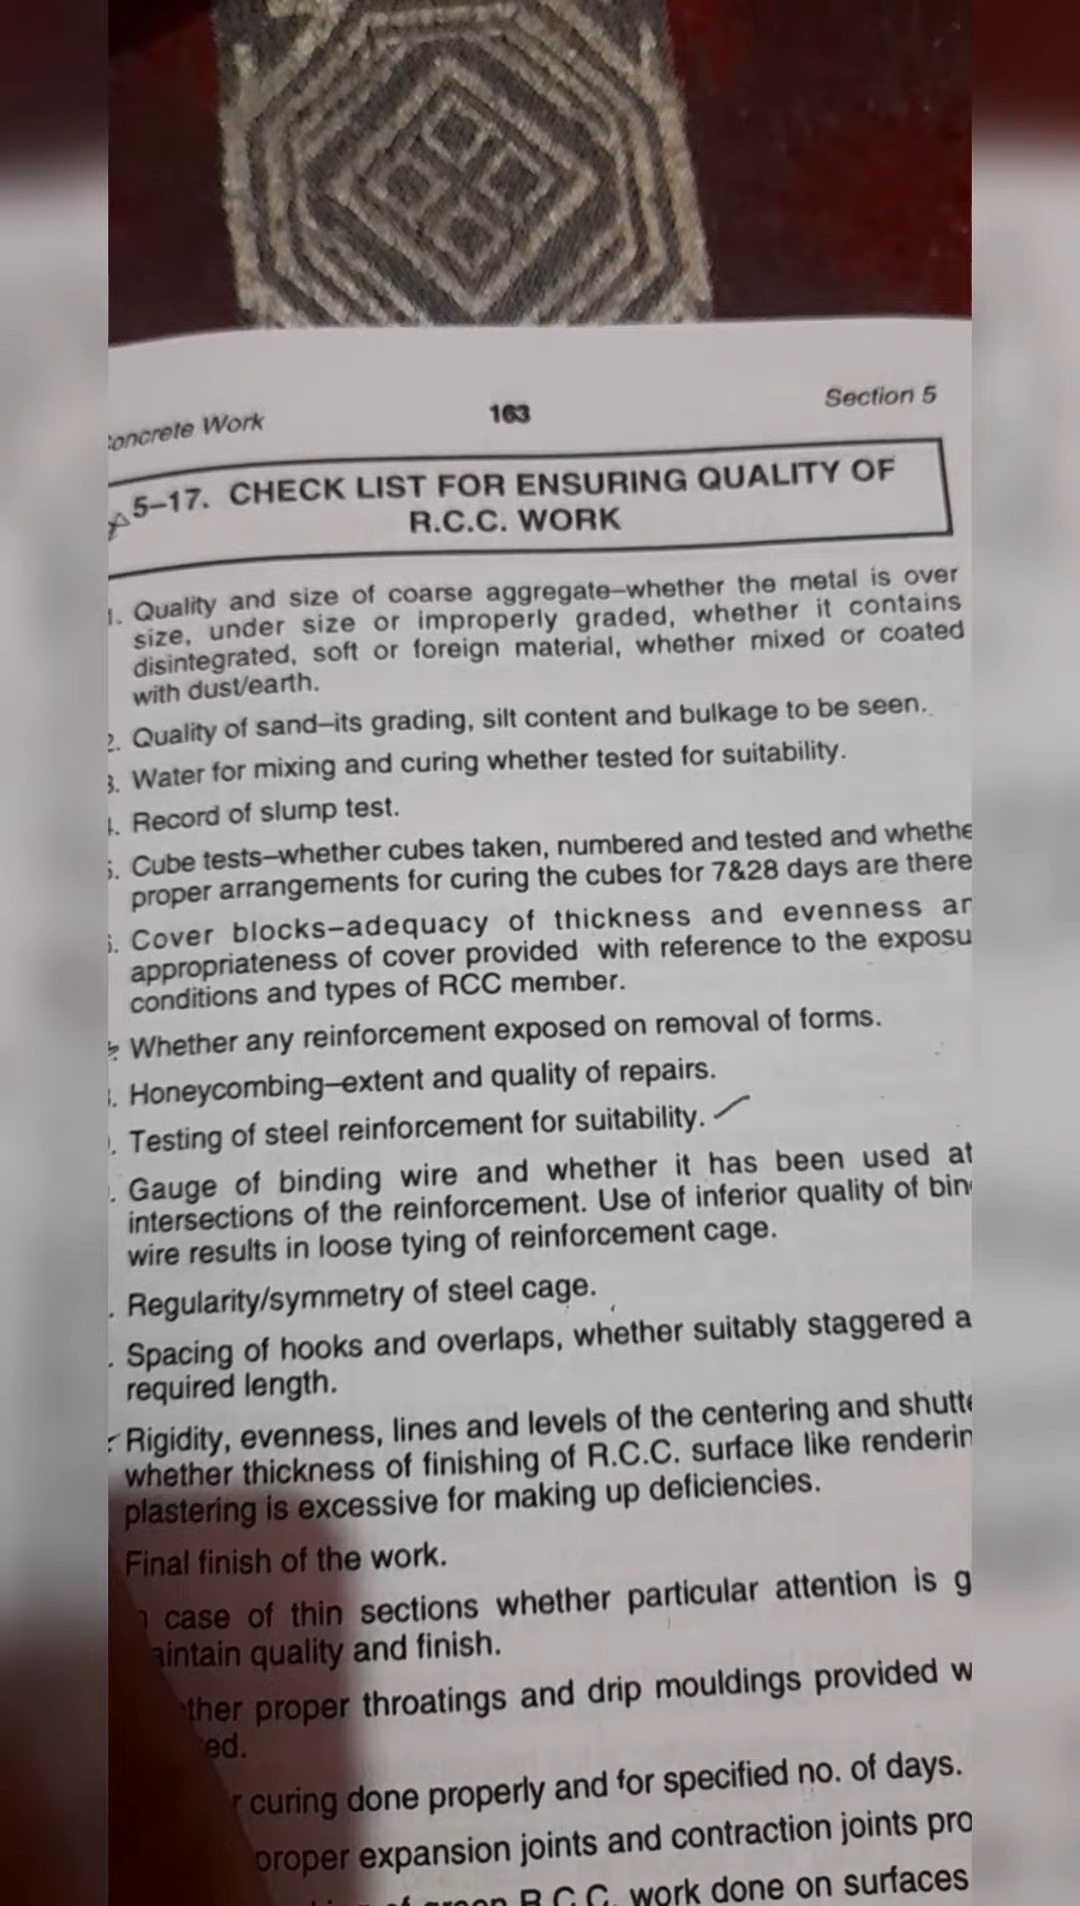 oncrete Work 163 Section 5
5–17. CHECK LIST FOR ENSURING QUALITY OF
R.C.C. WORK
1. Quality and size of coarse aggregate–whether the metal is over
size, under size or improperly graded, whether it contains
disintegrated, soft or foreign material, whether mixed or coated
with dust/earth.
2. Quality of sand–its grading, silt content and bulkage to be seen.
3. Water for mixing and curing whether tested for suitability.
. Record of slump test.
. Cube tests–whether cubes taken, numbered and tested and whethe
proper arrangements for curing the cubes for 7&28 days are there
. Cover blocks–adequacy of thickness and evenness an
appropriateness of cover provided with reference to the exposu
conditions and types of RCC member.
Whether any reinforcement exposed on removal of forms.
. Honeycombing–extent and quality of repairs.
. Testing of steel reinforcement for suitability.
. Gauge of binding wire and whether it has been used at
intersections of the reinforcement. Use of inferior quality of bin
wire results in loose tying of reinforcement cage.
. Regularity/symmetry of steel cage.
. Spacing of hooks and overlaps, whether suitably staggered a
required length.
Rigidity, evenness, lines and levels of the centering and shutte
whether thickness of finishing of R.C.C. surface like renderin
plastering is excessive for making up deficiencies.
Final finish of the work.
case of thin sections whether particular attention is g
aintain quality and finish.
ther proper throatings and drip mouldings provided w
ed.
r curing done properly and for specified no. of days.
proper expansion joints and contraction joints pro
of green R.C.C. work done on surfaces